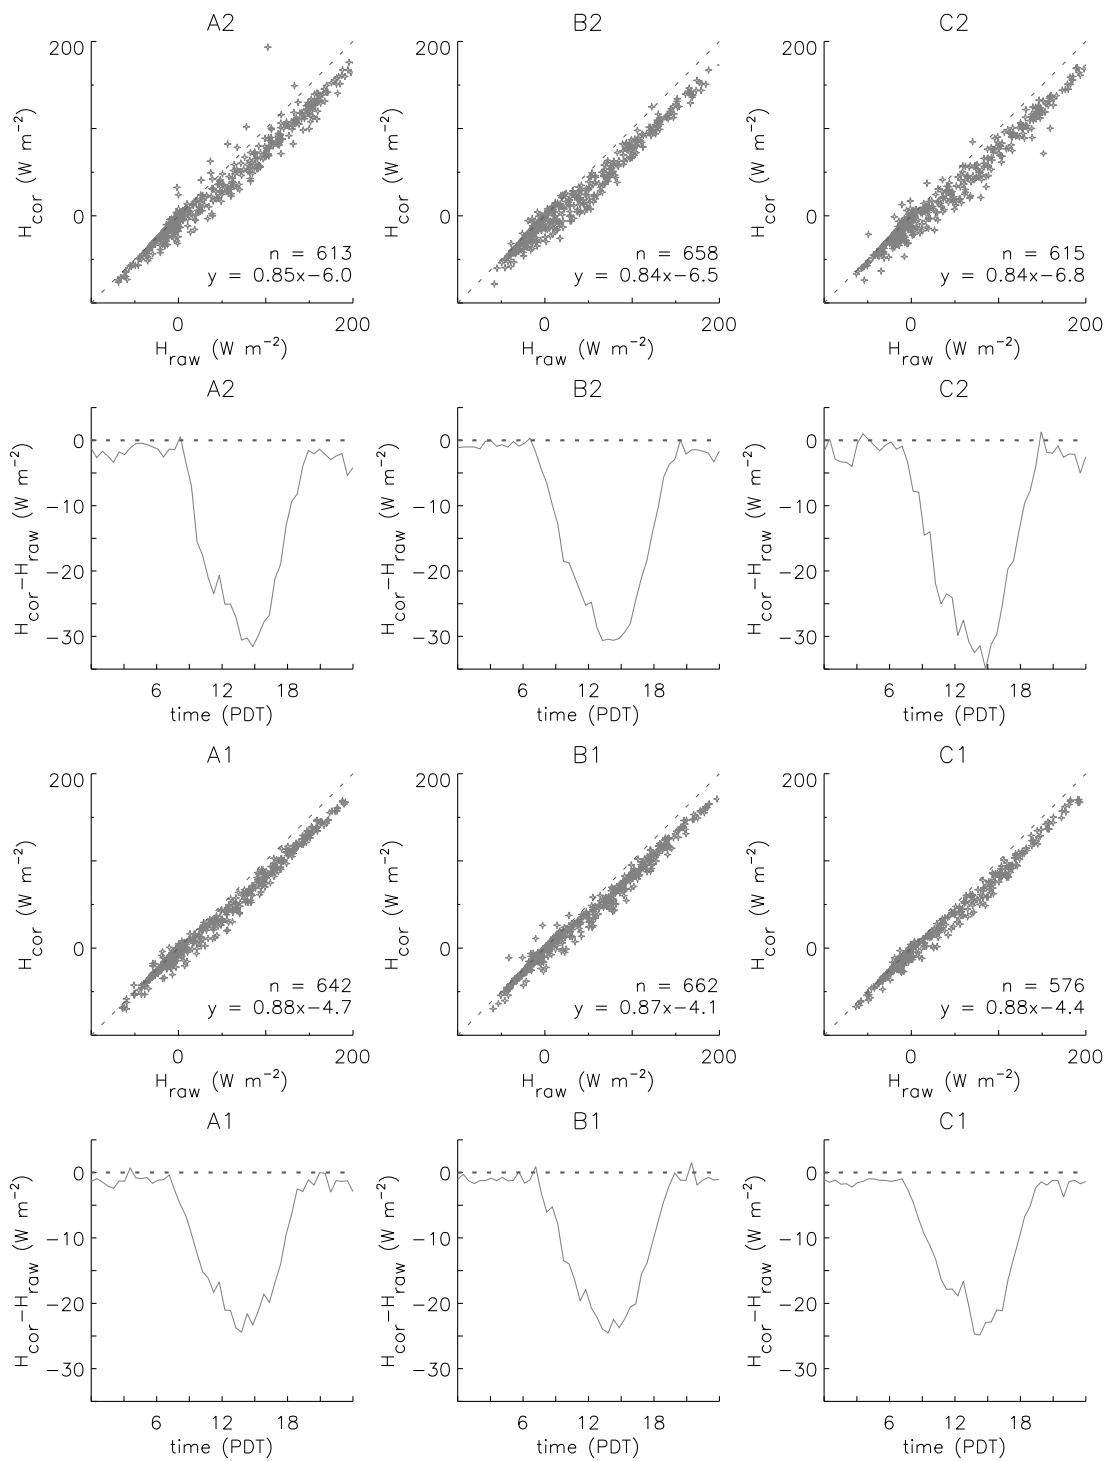 A2
B2
C2
200
0
H_cor (W m⁻²)
n = 613
y = 0.85x−6.0
0
200
H_raw (W m⁻²)
200
0
H_cor (W m⁻²)
n = 658
y = 0.84x−6.5
0
200
H_raw (W m⁻²)
200
0
H_cor (W m⁻²)
n = 615
y = 0.84x−6.8
0
200
H_raw (W m⁻²)
A2
B2
C2
0
−10
−20
−30
H_cor−H_raw (W m⁻²)
6 12 18
time (PDT)
0
−10
−20
−30
H_cor−H_raw (W m⁻²)
6 12 18
time (PDT)
0
−10
−20
−30
H_cor−H_raw (W m⁻²)
6 12 18
time (PDT)
A1
B1
C1
200
0
H_cor (W m⁻²)
n = 642
y = 0.88x−4.7
0
200
H_raw (W m⁻²)
200
0
H_cor (W m⁻²)
n = 662
y = 0.87x−4.1
0
200
H_raw (W m⁻²)
200
0
H_cor (W m⁻²)
n = 576
y = 0.88x−4.4
0
200
H_raw (W m⁻²)
A1
B1
C1
0
−10
−20
−30
H_cor−H_raw (W m⁻²)
6 12 18
time (PDT)
0
−10
−20
−30
H_cor−H_raw (W m⁻²)
6 12 18
time (PDT)
0
−10
−20
−30
H_cor−H_raw (W m⁻²)
6 12 18
time (PDT)